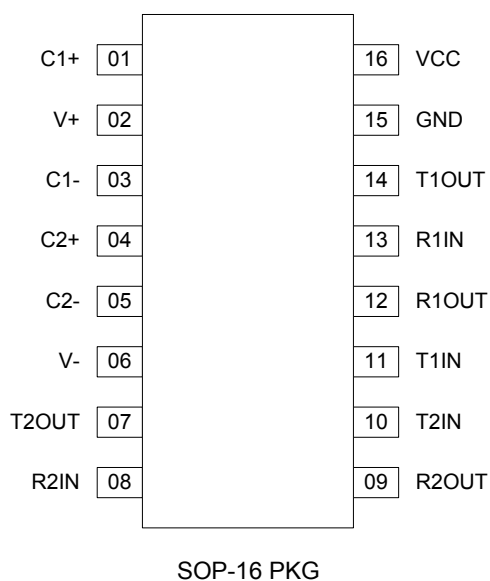 C1+ 01 16 VCC
V+ 02 15 GND
C1- 03 14 T1OUT
C2+ 04 13 R1IN
C2- 05 12 R1OUT
V- 06 11 T1IN
T2OUT 07 10 T2IN
R2IN 08 09 R2OUT
SOP-16 PKG